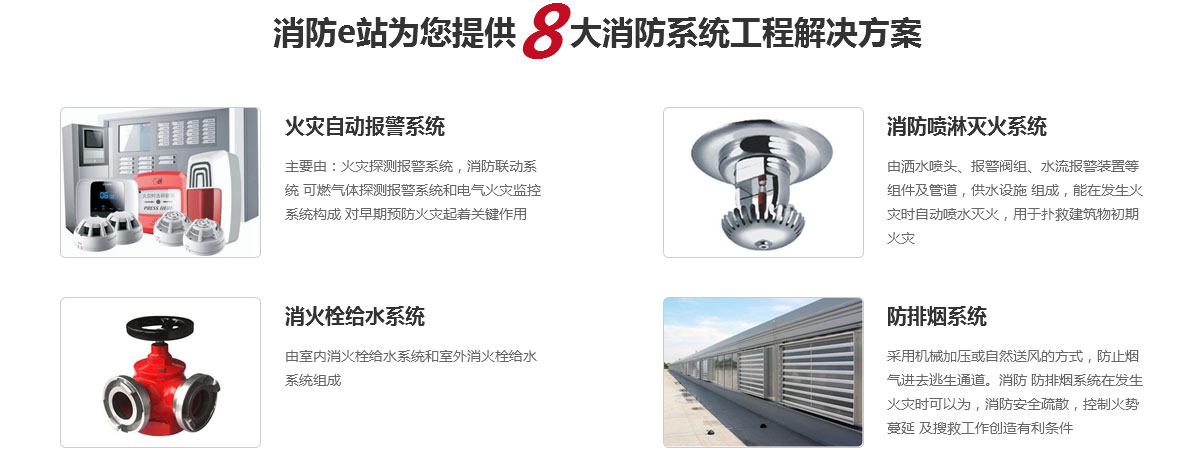 消防e站为您提供8大消防系统工程解决方案
火灾自动报警系统
主要由：火灾探测报警系统，消防联动系
统 可燃气体探测报警系统和电气火灾监控
系统构成 对早期预防火灾起着关键作用
PRESS HERE
消防喷淋灭火系统
由洒水喷头、报警阀组、水流报警装置等
组件及管道，供水设施 组成，能在发生火
灾时自动喷水灭火，用于扑救建筑物初期
火灾
消火栓给水系统
由室内消火栓给水系统和室外消火栓给水
系统组成
防排烟系统
采用机械加压或自然送风的方式，防止烟
气进去逃生通道。消防 防排烟系统在发生
火灾时可以为，消防安全疏散，控制火势
蔓延 及搜救工作创造有利条件